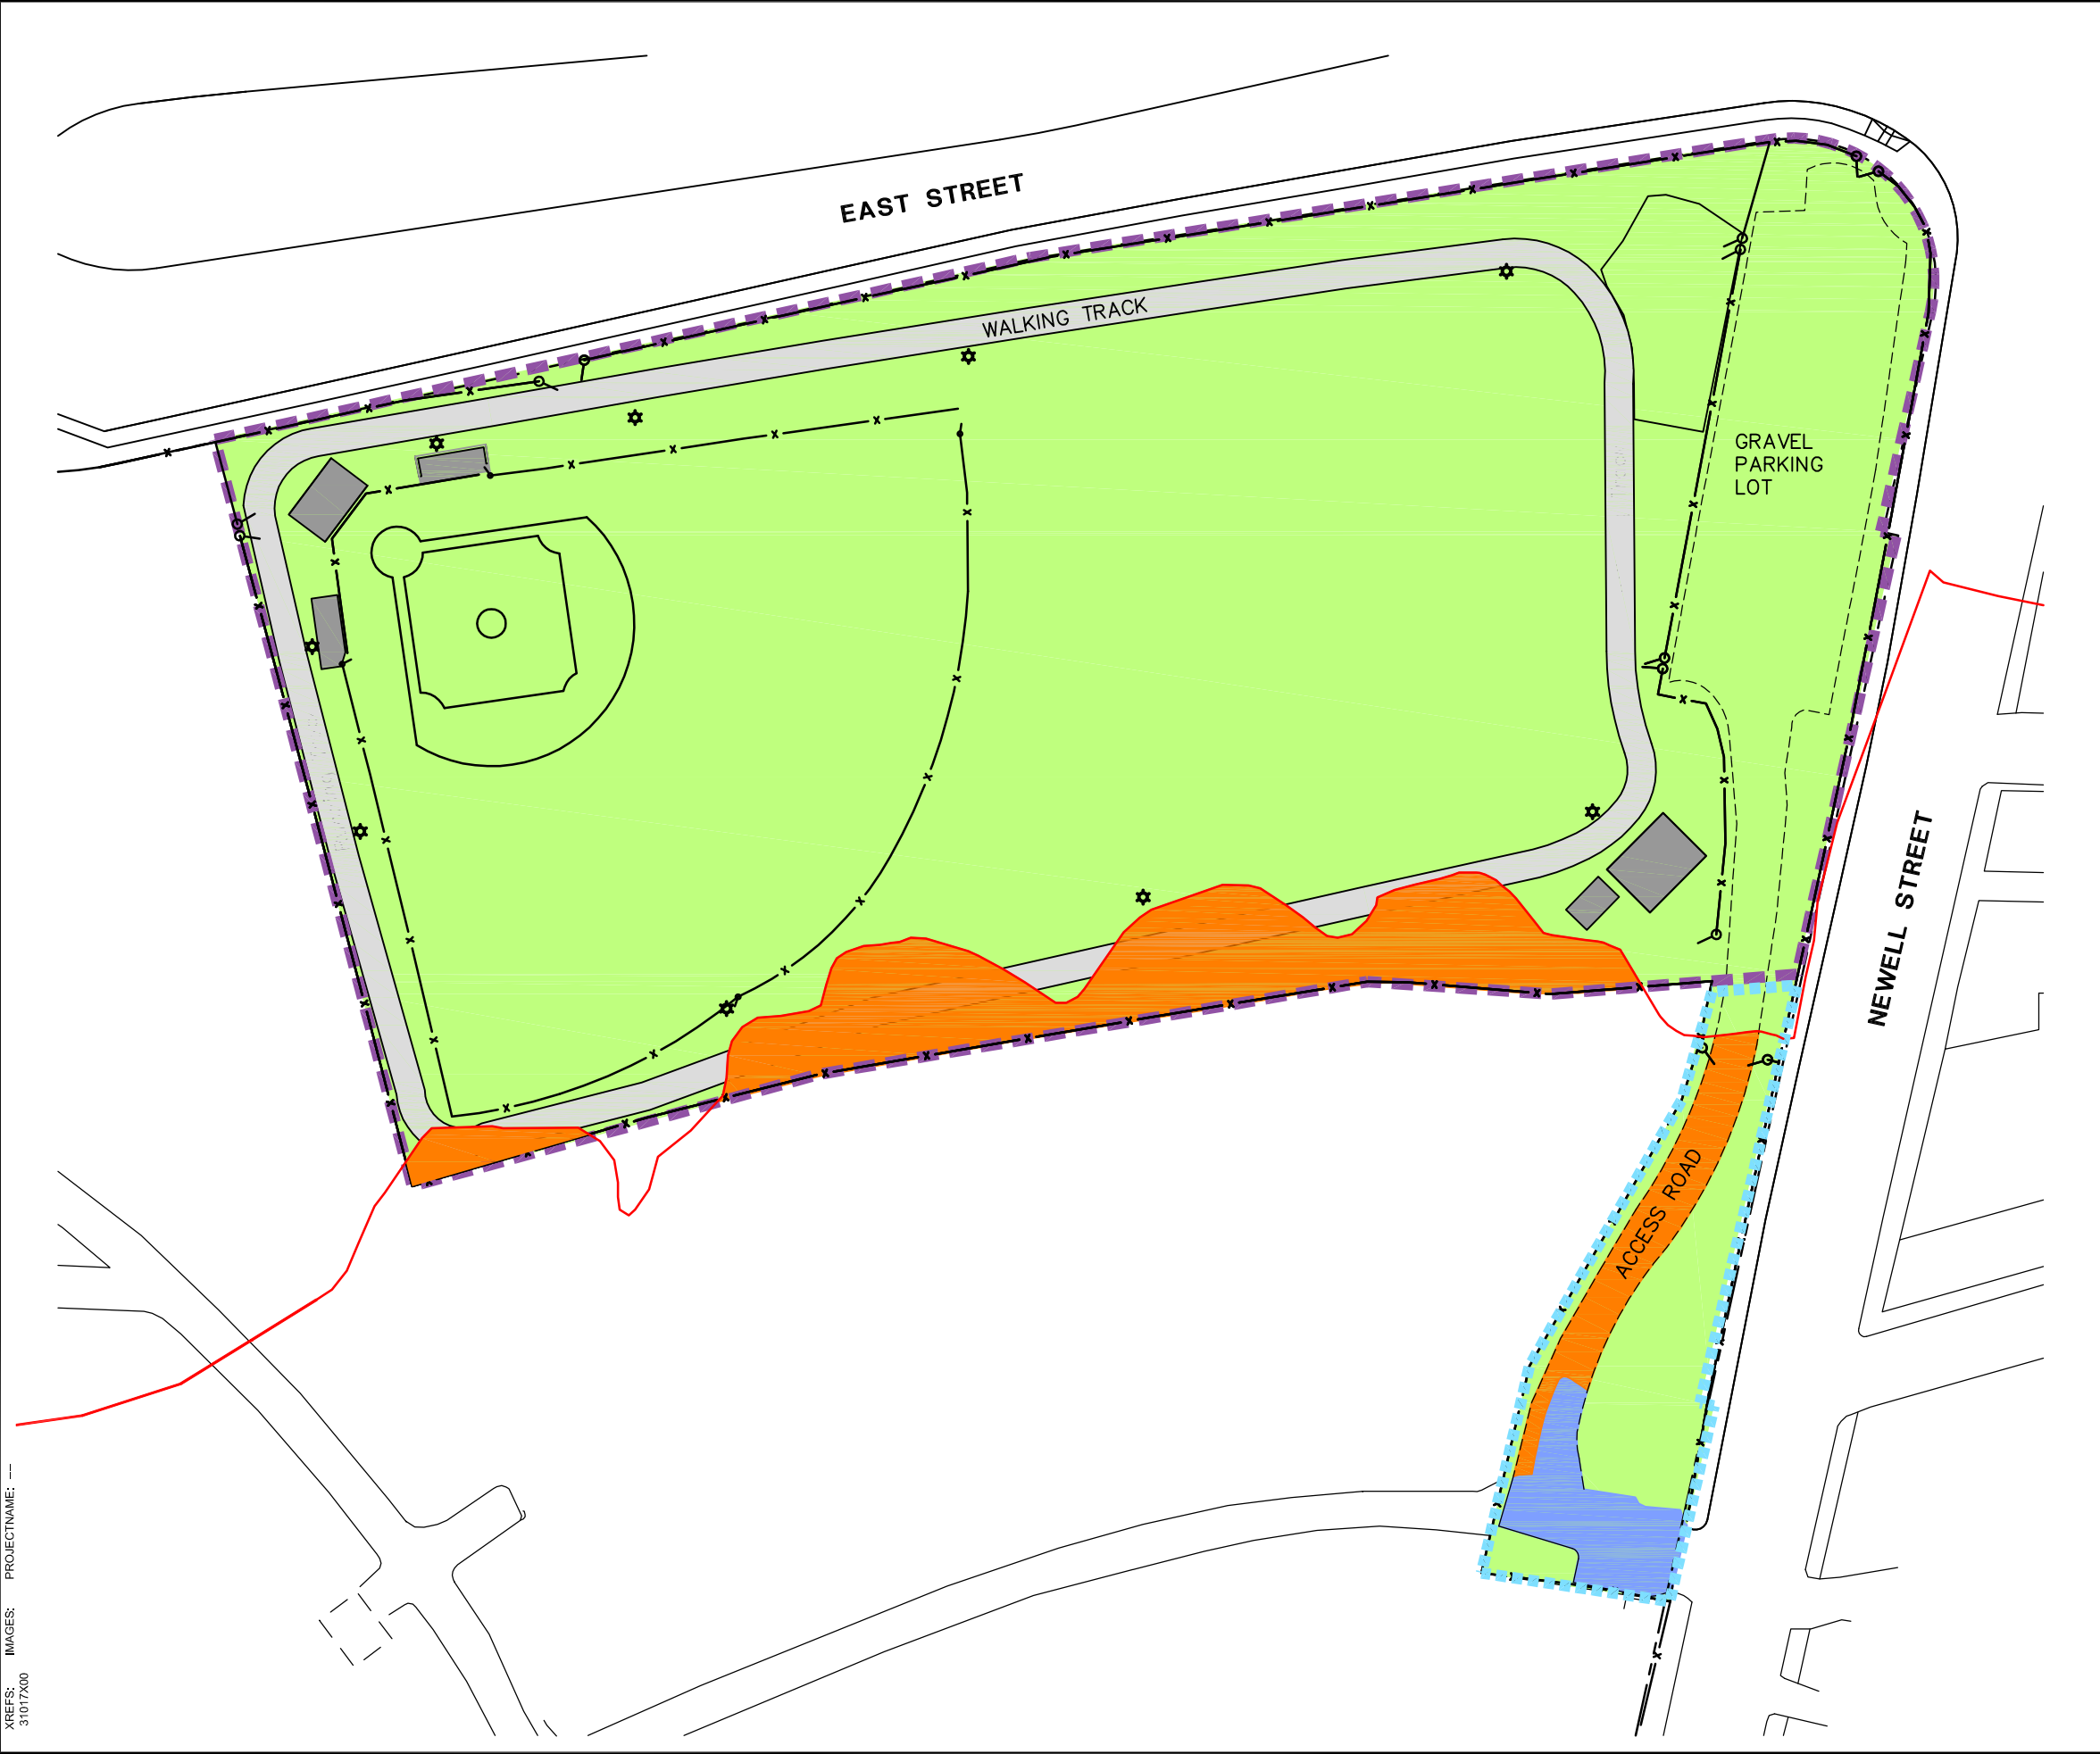 EAST STREET
WALKING TRACK
GRAVEL
PARKING
LOT
NEWELL STREET
ACCESS ROAD
XREFS: IMAGES: PROJECTNAME: ---
31017X00